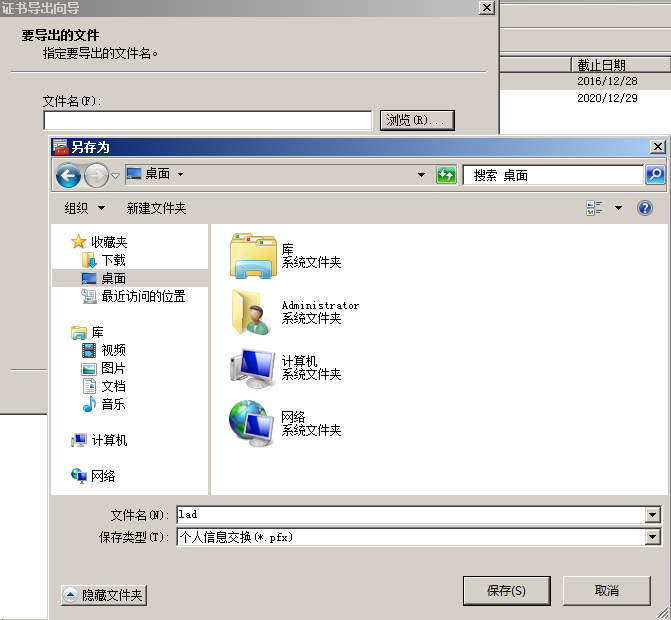 证书导出向导
要导出的文件
指定要导出的文件名。
截止日期
2016/12/28
2020/12/29
文件名(F):
浏览(R)...
另存为
桌面
搜索 桌面
组织
新建文件夹
收藏夹
下载
桌面
最近访问的位置
库
视频
图片
文档
音乐
计算机
网络
库
系统文件夹
Administrator
系统文件夹
计算机
系统文件夹
网络
系统文件夹
文件名(N):
lad
保存类型(T):
个人信息交换(*.pfx)
隐藏文件夹
保存(S)
取消